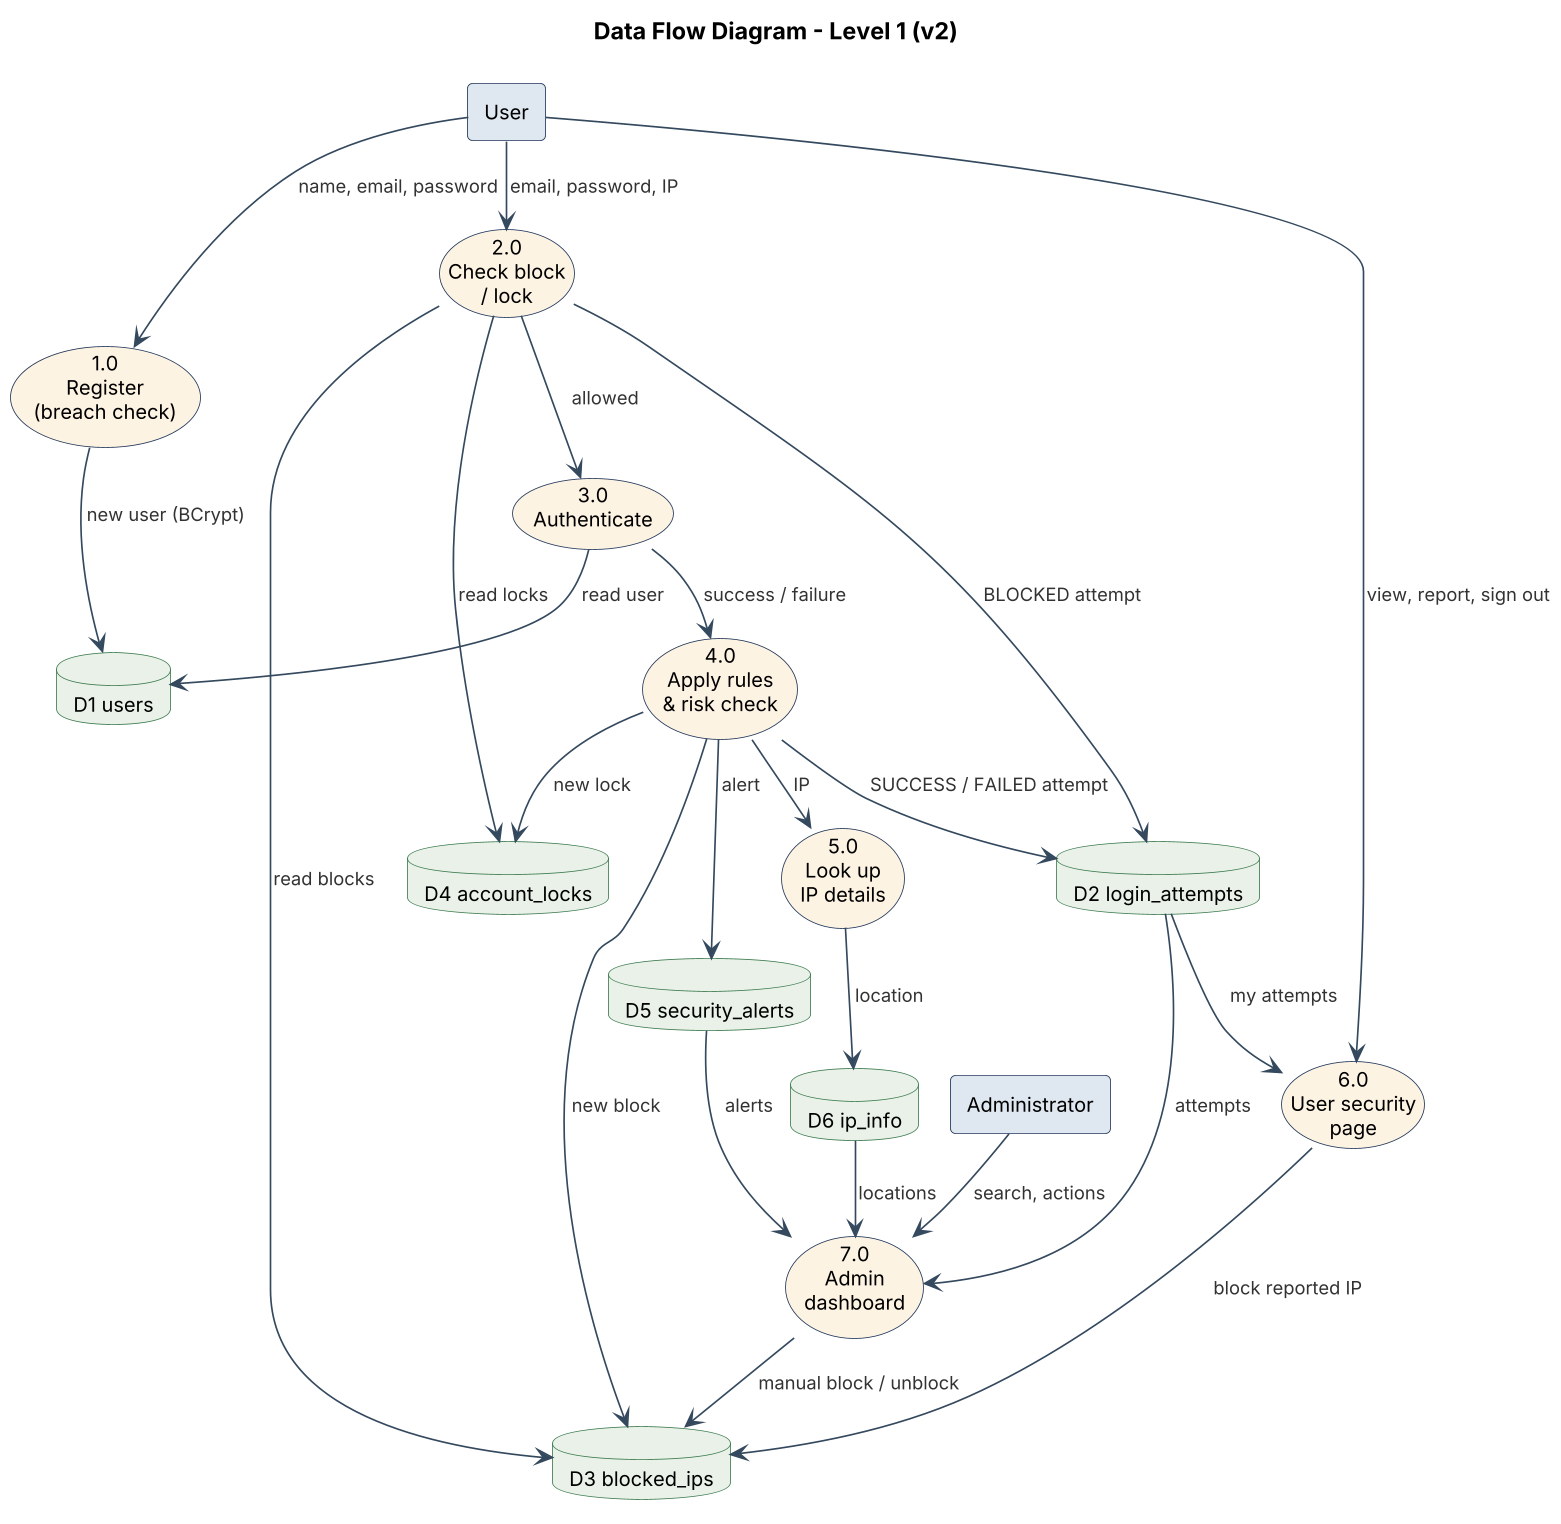 Data Flow Diagram - Level 1 (v2)
User
name, email, password
email, password, IP
2.0
Check block
/ lock
1.0
Register
(breach check)
allowed
3.0
Authenticate
new user (BCrypt)
read locks
read user
success / failure
BLOCKED attempt
view, report, sign out
D1 users
4.0
Apply rules
& risk check
new lock
alert
IP
SUCCESS / FAILED attempt
read blocks
D4 account_locks
5.0
Look up
IP details
D2 login_attempts
D5 security_alerts
location
my attempts
new block
alerts
D6 ip_info
Administrator
attempts
6.0
User security
page
locations
search, actions
7.0
Admin
dashboard
block reported IP
manual block / unblock
D3 blocked_ips